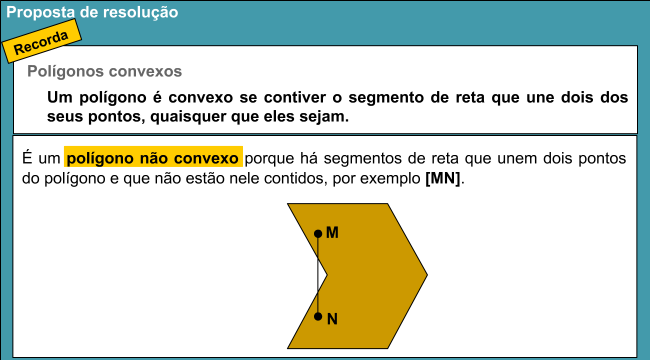 Proposta de resolução
Recorda
Polígonos convexos
Um polígono é convexo se contiver o segmento de reta que une dois dos
seus pontos, quaisquer que eles sejam.
É um polígono não convexo porque há segmentos de reta que unem dois pontos
do polígono e que não estão nele contidos, por exemplo [MN].
M
N